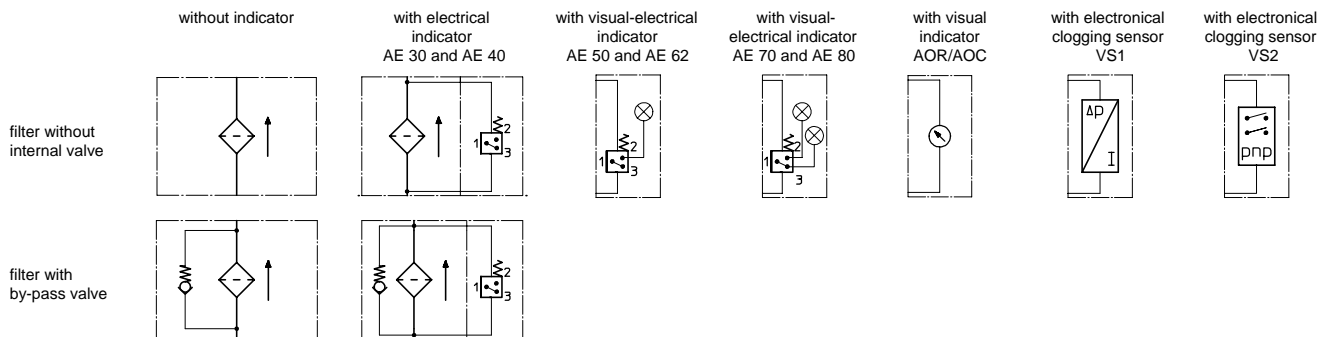 without indicator
with electrical
indicator
AE 30 and AE 40
with visual-electrical
indicator
AE 50 and AE 62
with visual-
electrical indicator
AE 70 and AE 80
with visual
indicator
AOR/AOC
with electronical
clogging sensor
VS1
with electronical
clogging sensor
VS2
filter without
internal valve
1
2
3
1
2
3
1
2
3
Δp
I
pnp
filter with
by-pass valve
1
2
3